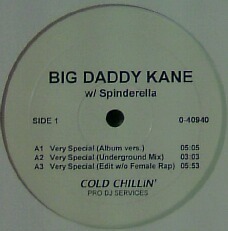 BIG DADDY KANE
w/ Spinderella
SIDE 1 0-40940
A1 Very Special (Album vers.) 05:05
A2 Very Special (Underground Mix) 03:03
A3 Very Special (Edit w/o Female Rap) 05:53
COLD CHILLIN'
PRO DJ SERVICES